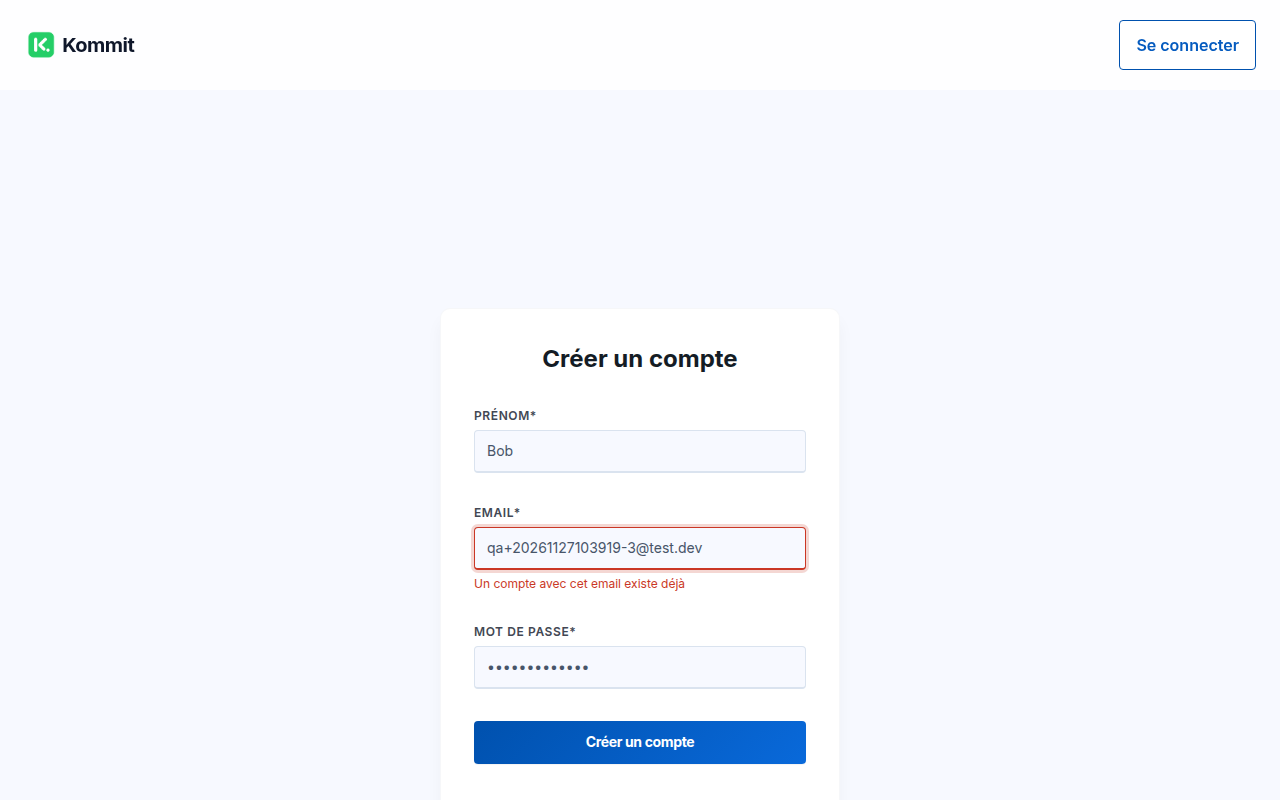 Kommit
Se connecter
Créer un compte
PRÉNOM*
Bob
EMAIL*
qa+20261127103919-3@test.dev
Un compte avec cet email existe déjà
MOT DE PASSE*
•••••••••••••
Créer un compte